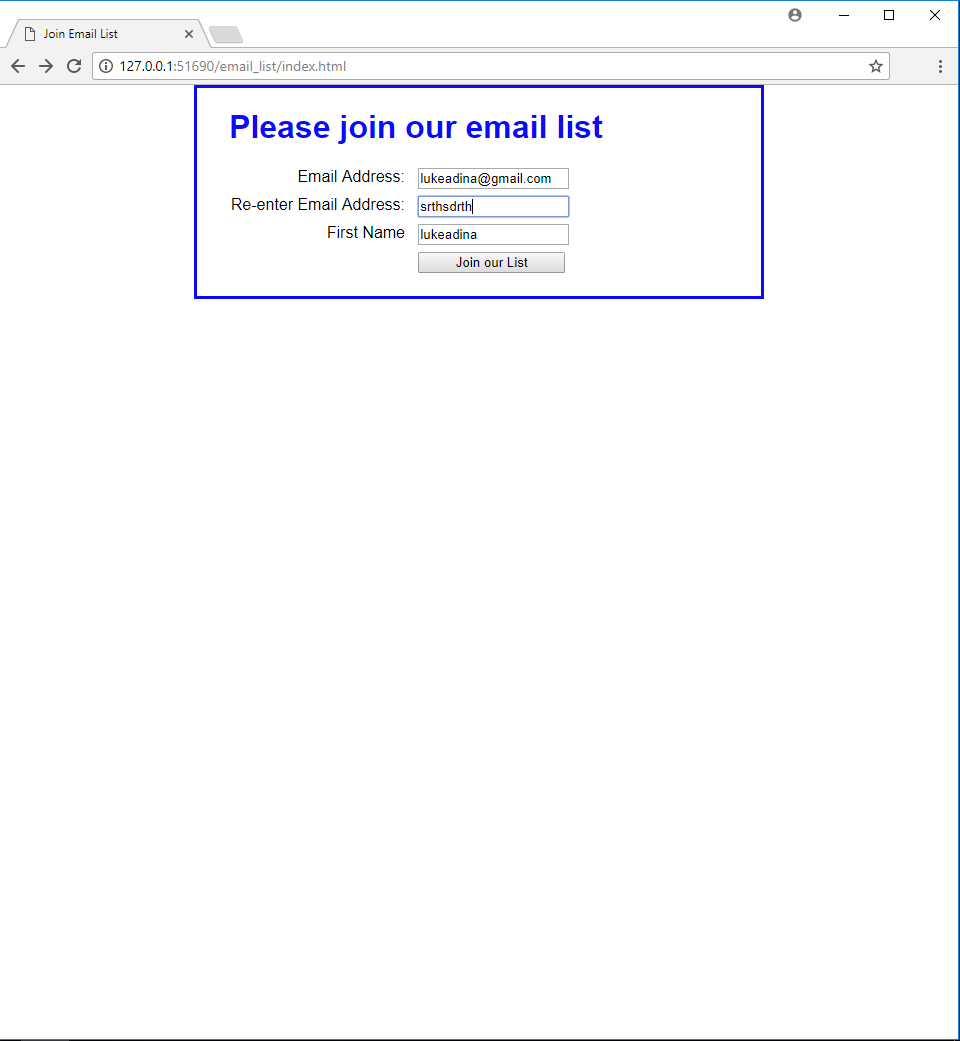 Join Email List
127.0.0.1:51690/email_list/index.html
Please join our email list
Email Address: lukeadina@gmail.com
Re-enter Email Address: srthsdrth
First Name lukeadina
Join our List